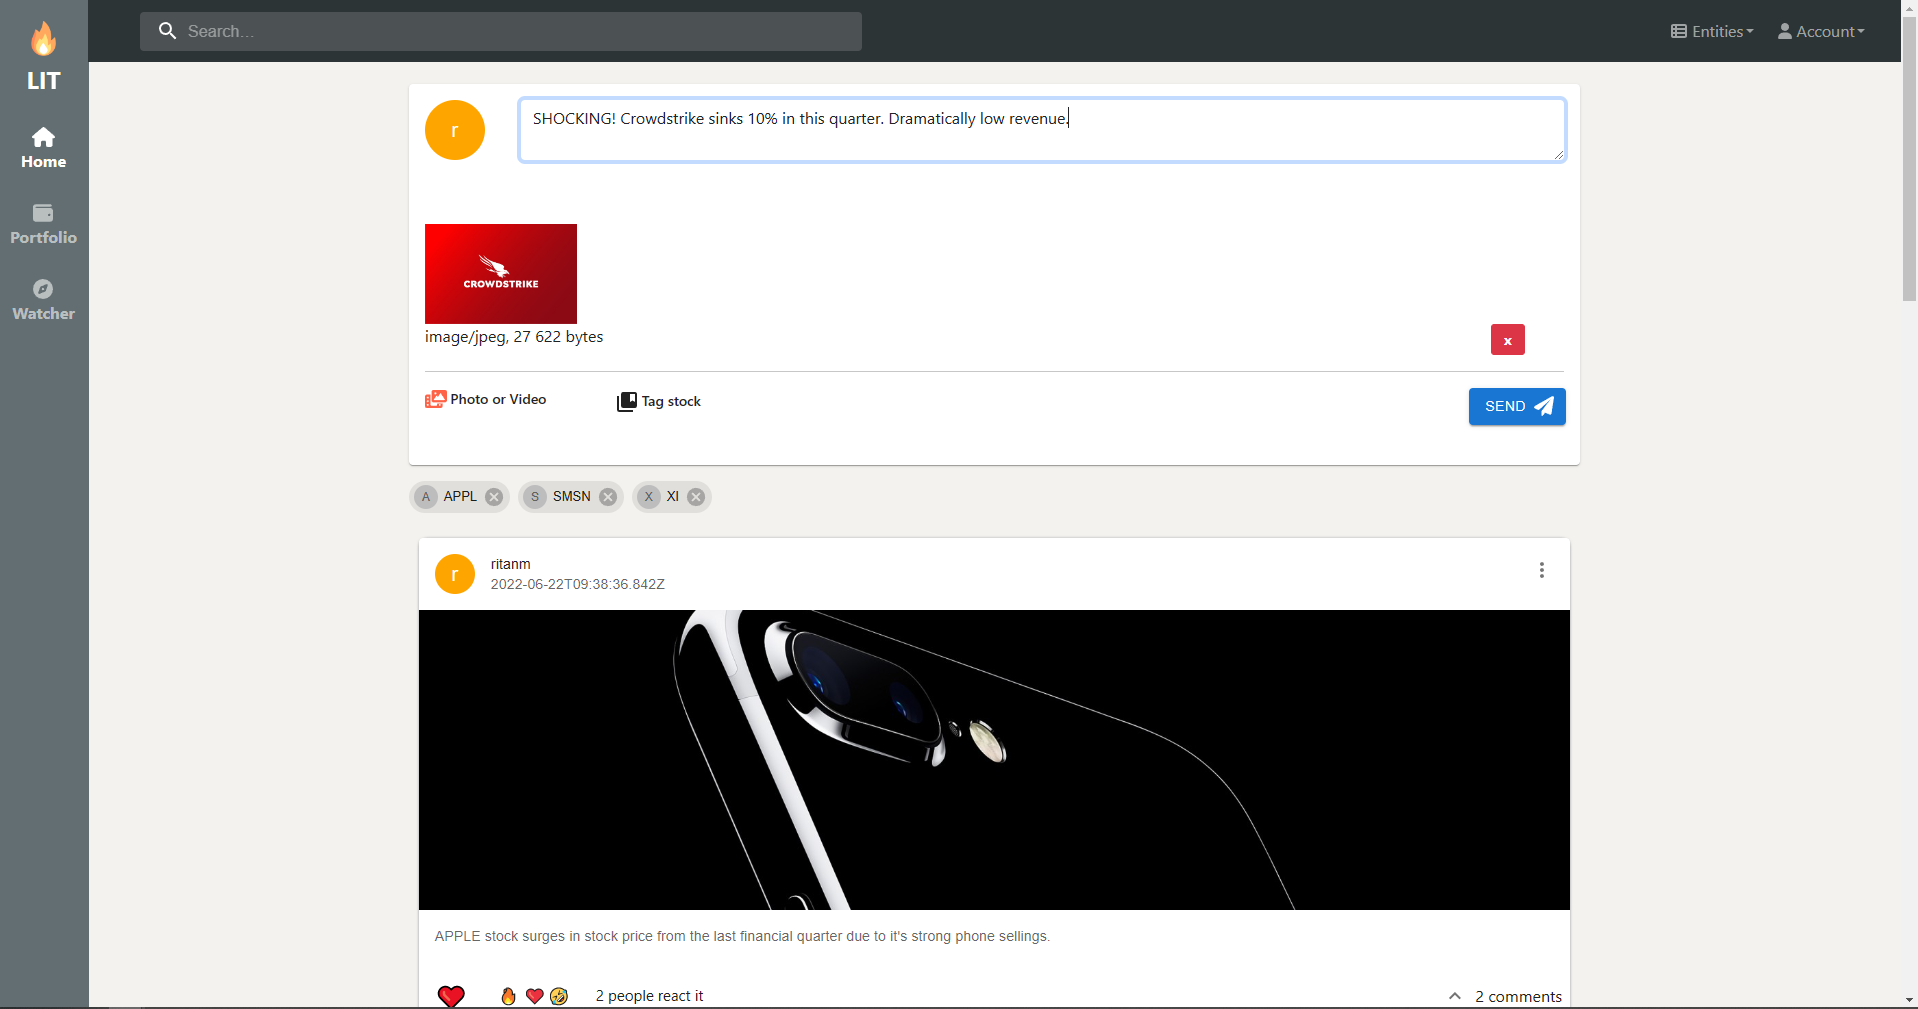 LIT
Home
Portfolio
Watcher
Search...
Entities
Account
r
SHOCKING! Crowdstrike sinks 10% in this quarter. Dramatically low revenue.
CROWDSTRIKE
image/jpeg, 27 622 bytes
x
Photo or Video
Tag stock
SEND
A APPL
S SMSN
X XI
r
ritanm
2022-06-22T09:38:36.842Z
APPLE stock surges in stock price from the last financial quarter due to it's strong phone sellings.
2 people react it
2 comments